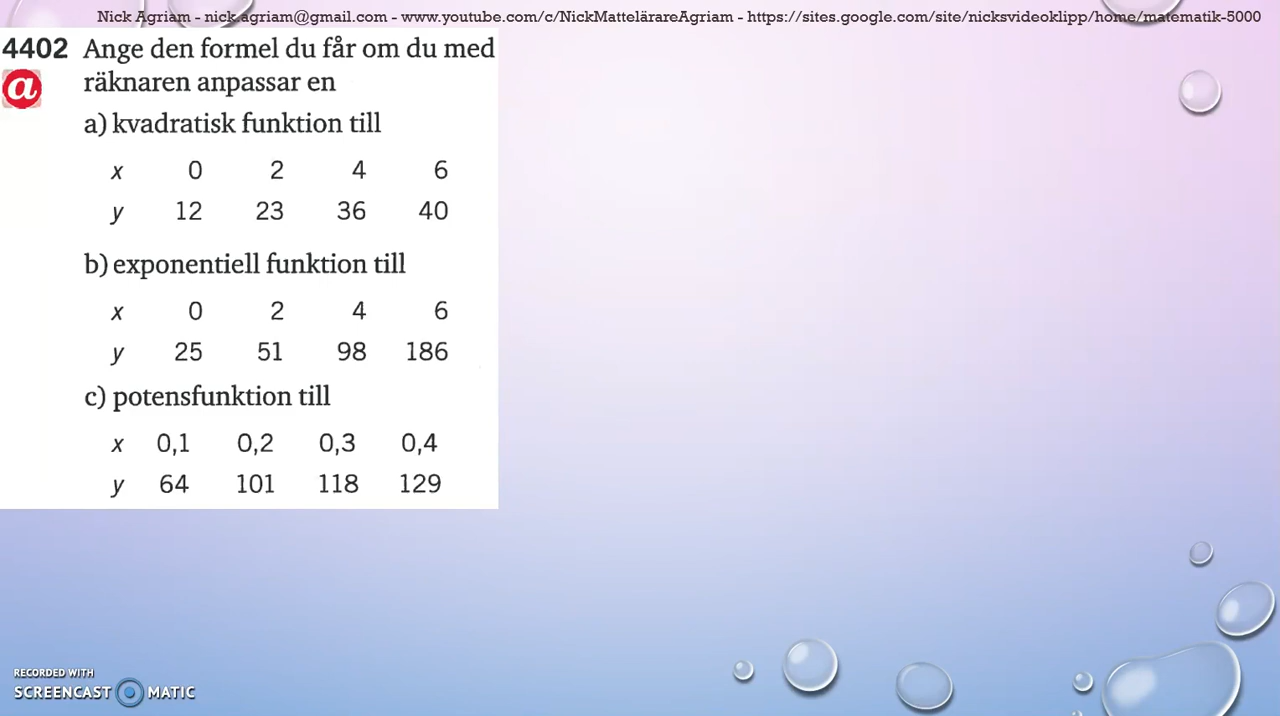 Nick Agriam - nick.agriam@gmail.com - www.youtube.com/c/NickMattelärareAgriam - https://sites.google.com/site/nicksvideoklipp/home/matematik-5000
4402 Ange den formel du får om du med
a räknaren anpassar en
a) kvadratisk funktion till
x 0 2 4 6
y 12 23 36 40
b) exponentiell funktion till
x 0 2 4 6
y 25 51 98 186
c) potensfunktion till
x 0,1 0,2 0,3 0,4
y 64 101 118 129
RECORDED WITH
SCREENCAST MATIC